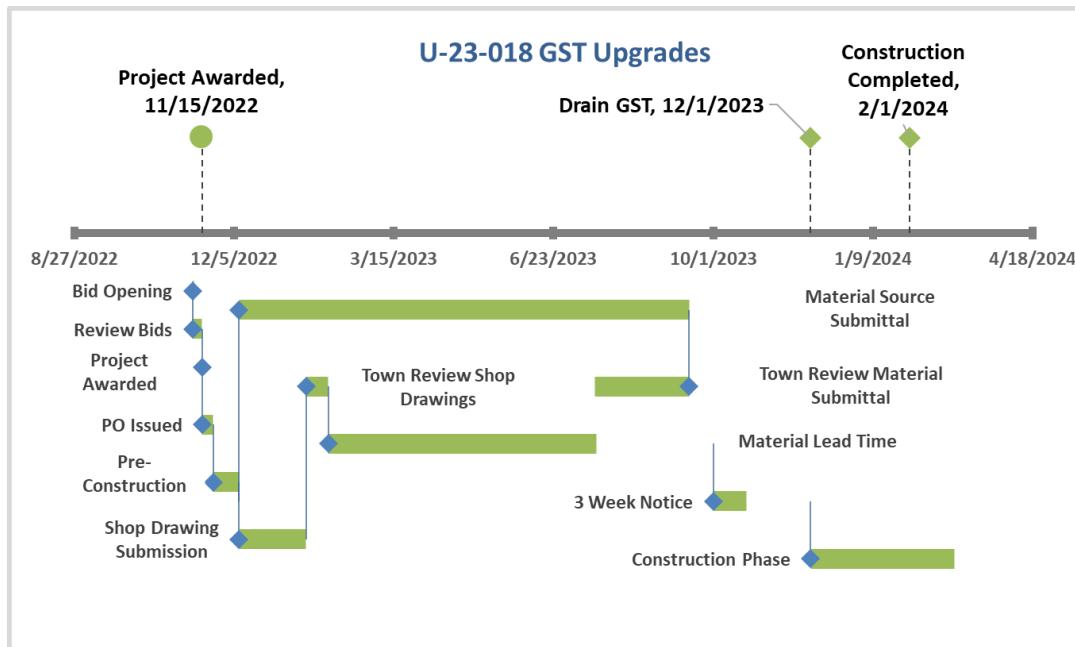 U-23-018 GST Upgrades
Project Awarded,
11/15/2022
Drain GST, 12/1/2023
Construction
Completed,
2/1/2024
8/27/2022
12/5/2022
3/15/2023
6/23/2023
10/1/2023
1/9/2024
4/18/2024
Bid Opening
Review Bids
Project
Awarded
PO Issued
Pre-
Construction
Shop Drawing
Submission
Town Review Shop
Drawings
Material Source
Submittal
Town Review Material
Submittal
Material Lead Time
3 Week Notice
Construction Phase